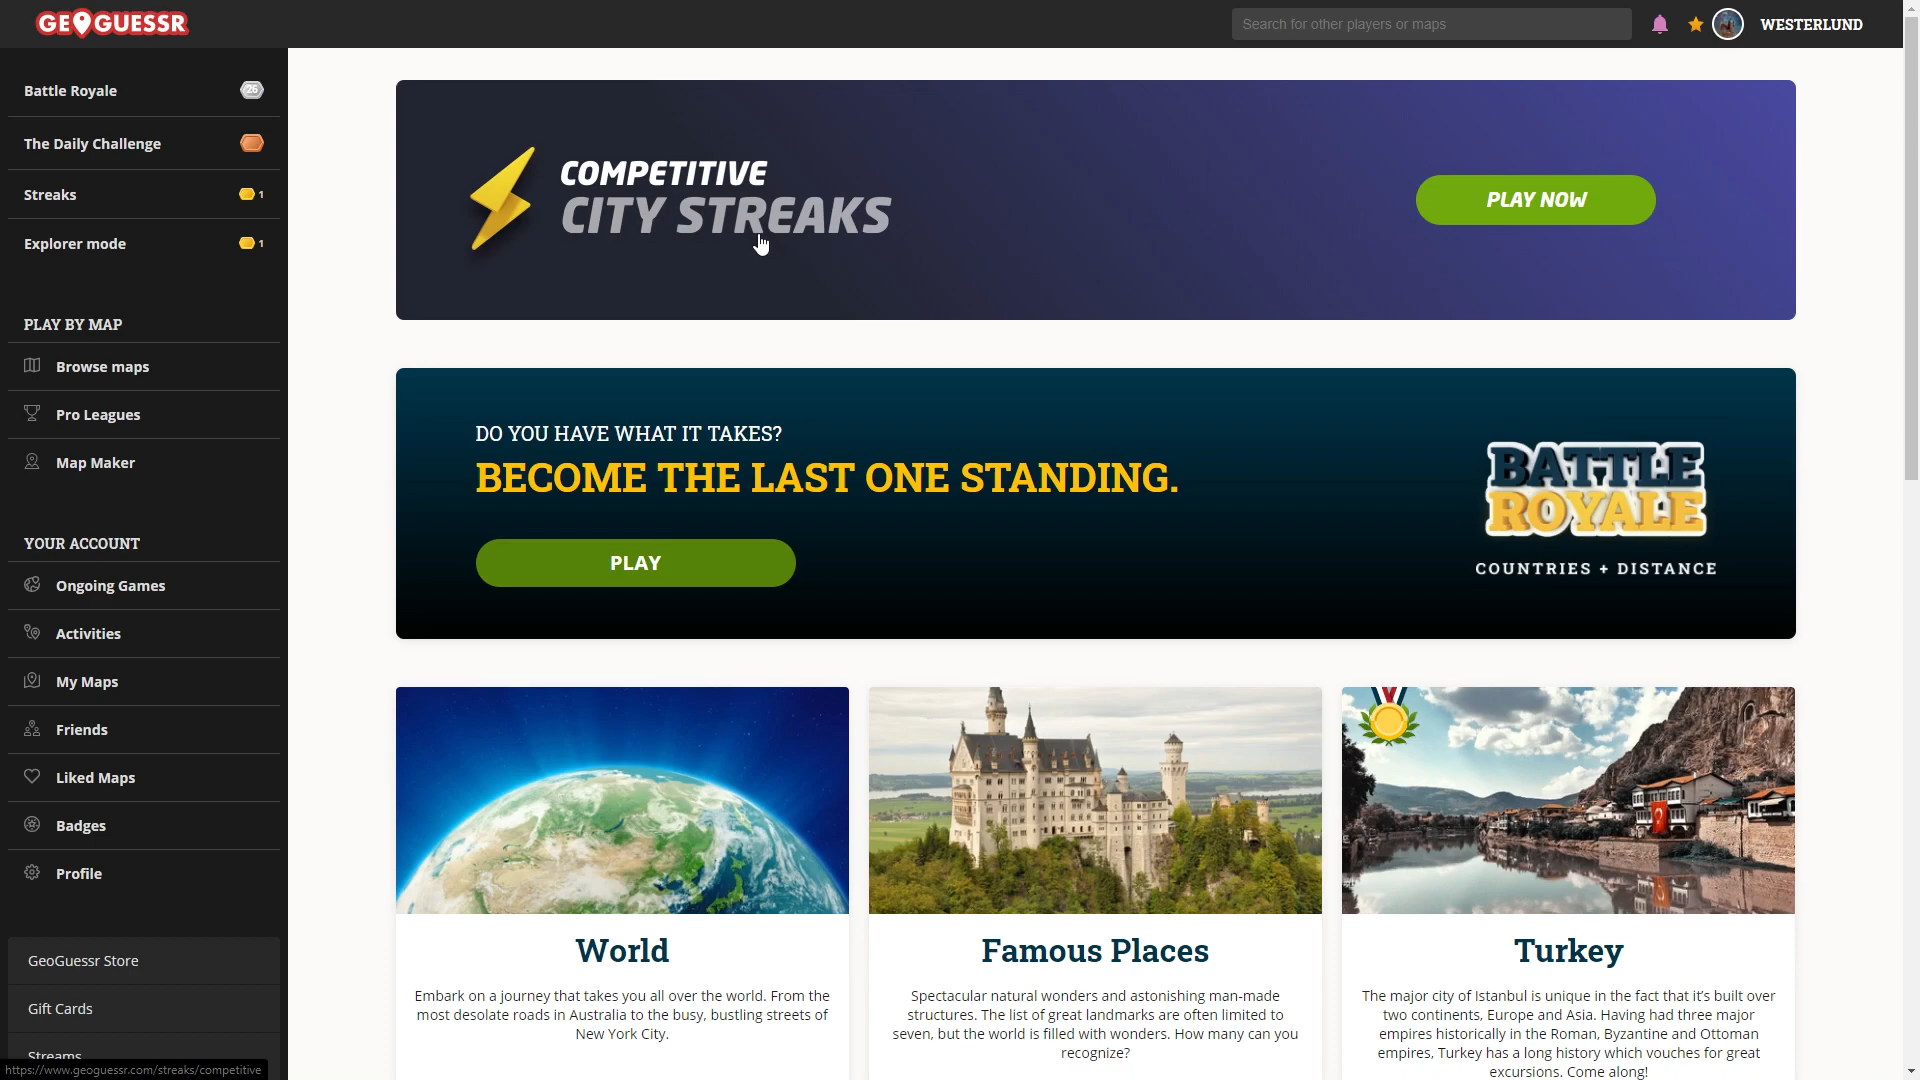 GEOGUESSR
Search for other players or maps
WESTERLUND
Battle Royale
26
The Daily Challenge
Streaks
1
Explorer mode
1
PLAY BY MAP
Browse maps
Pro Leagues
Map Maker
YOUR ACCOUNT
Ongoing Games
Activities
My Maps
Friends
Liked Maps
Badges
Profile
GeoGuessr Store
Gift Cards
Streams
https://www.geoguessr.com/streaks/competitive
COMPETITIVE
CITY STREAKS
PLAY NOW
DO YOU HAVE WHAT IT TAKES?
BECOME THE LAST ONE STANDING.
PLAY
BATTLE
ROYALE
COUNTRIES + DISTANCE
World
Embark on a journey that takes you all over the world. From the
most desolate roads in Australia to the busy, bustling streets of
New York City.
Famous Places
Spectacular natural wonders and astonishing man-made
structures. The list of great landmarks are often limited to
seven, but the world is filled with wonders. How many can you
recognize?
Turkey
The major city of Istanbul is unique in the fact that it's built over
two continents, Europe and Asia. Having had three major
empires historically in the Roman, Byzantine and Ottoman
empires, Turkey has a long history which vouches for great
excursions. Come along!